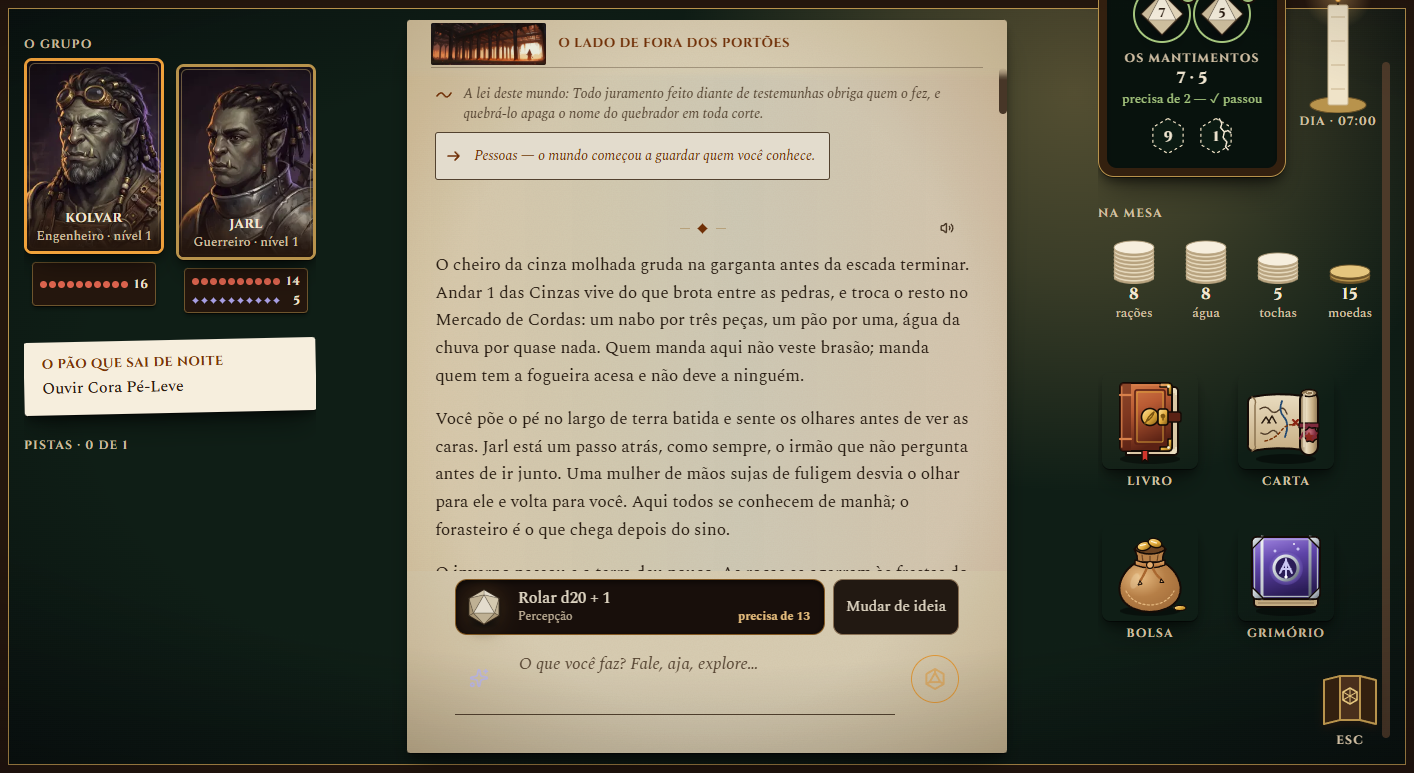 O GRUPO
KOLVAR
Engenheiro · nível 1
16
JARL
Guerreiro · nível 1
14
5
O PÃO QUE SAI DE NOITE
Ouvir Cora Pé-Leve
PISTAS · 0 DE 1
O LADO DE FORA DOS PORTÕES
A lei deste mundo: Todo juramento feito diante de testemunhas obriga quem o fez, e
quebrá-lo apaga o nome do quebrador em toda corte.
Pessoas — o mundo começou a guardar quem você conhece.
O cheiro da cinza molhada gruda na garganta antes da escada terminar.
Andar 1 das Cinzas vive do que brota entre as pedras, e troca o resto no
Mercado de Cordas: um nabo por três peças, um pão por uma, água da
chuva por quase nada. Quem manda aqui não veste brasão; manda
quem tem a fogueira acesa e não deve a ninguém.
Você põe o pé no largo de terra batida e sente os olhares antes de ver as
caras. Jarl está um passo atrás, como sempre, o irmão que não pergunta
antes de ir junto. Uma mulher de mãos sujas de fuligem desvia o olhar
para ele e volta para você. Aqui todos se conhecem de manhã; o
forasteiro é o que chega depois do sino.
Rolar d20 + 1
Percepção
precisa de 13
Mudar de ideia
O que você faz? Fale, aja, explore...
7
5
OS MANTIMENTOS
7 · 5
precisa de 2 — ✓ passou
9
1
DIA · 07:00
NA MESA
8
rações
8
água
5
tochas
15
moedas
LIVRO
CARTA
BOLSA
GRIMÓRIO
ESC